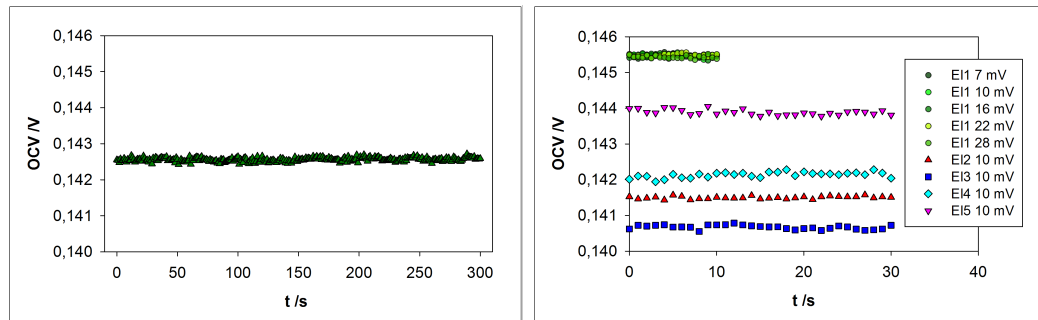 0,146
0,145
0,144
0,143
0,142
0,141
0,140
OCV /V
0 50 100 150 200 250 300
t /s
0,146
0,145
0,144
0,143
0,142
0,141
0,140
OCV /V
0 10 20 30 40
t /s
El1 7 mV
El1 10 mV
El1 16 mV
El1 22 mV
El1 28 mV
El2 10 mV
El3 10 mV
El4 10 mV
El5 10 mV